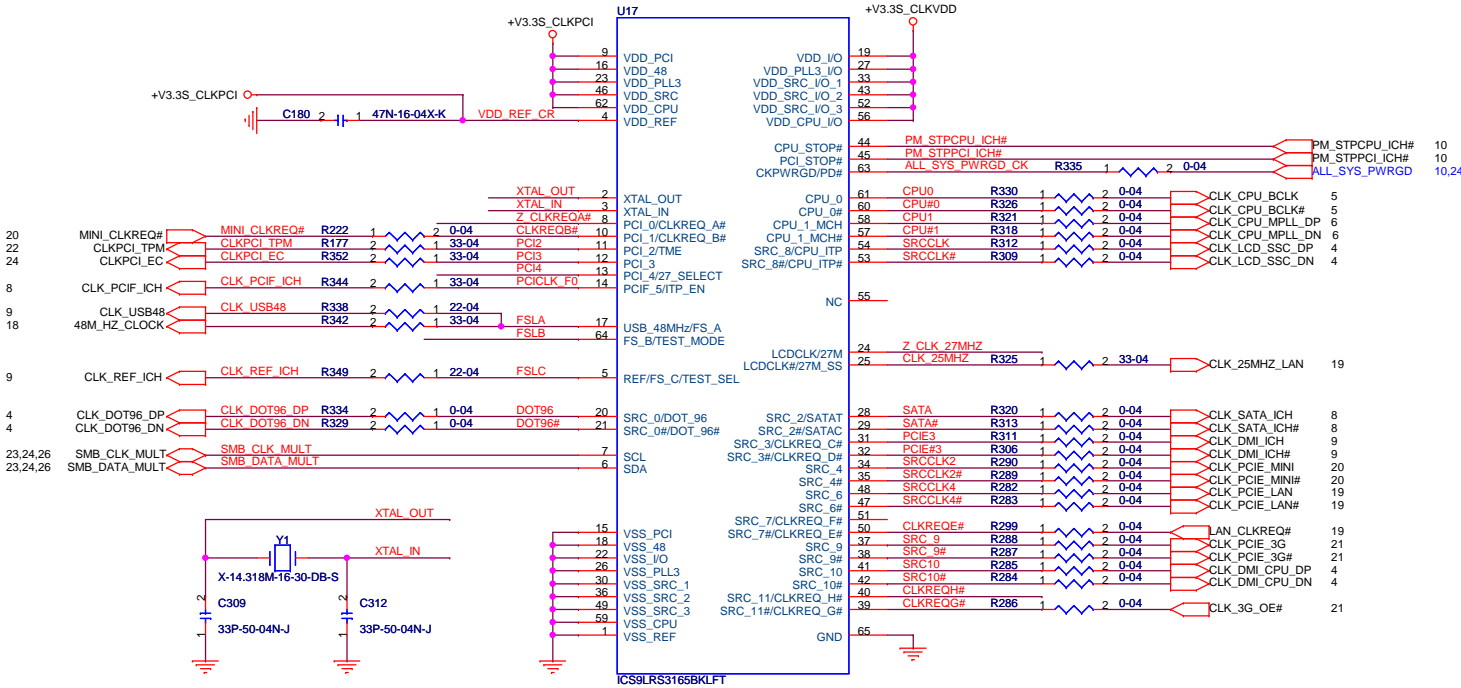 +V3.3S_CLKPCI U17 +V3.3S_CLKVDD
9 VDD_PCI VDD_I/O 19
16 VDD_48 VDD_PLL3_I/O 27
23 VDD_PLL3 VDD_SRC_I/O_1 33
46 VDD_SRC VDD_SRC_I/O_2 43
+V3.3S_CLKPCI 62 VDD_CPU VDD_SRC_I/O_3 52
C180 2 1 47N-16-04X-K VDD_REF_CR 4 VDD_REF VDD_CPU_I/O 56
CPU_STOP# 44 PM_STPCPU_ICH# PM_STPCPU_ICH# 10
PCI_STOP# 45 PM_STPPCI_ICH# PM_STPPCI_ICH# 10
CKPWRGD/PD# 63 ALL_SYS_PWRGD_CK R335 1 2 0-04 ALL_SYS_PWRGD 10,24
XTAL_OUT 2 XTAL_OUT CPU_0 61 CPU0 R330 1 2 0-04 CLK_CPU_BCLK 5
XTAL_IN 3 XTAL_IN CPU_0# 60 CPU#0 R326 1 2 0-04 CLK_CPU_BCLK# 5
Z_CLKREQA# 8 PCI_0/CLKREQ_A# CPU_1_MCH 58 CPU1 R321 1 2 0-04 CLK_CPU_MPLL_DP 6
20 MINI_CLKREQ# MINI_CLKREQ# R222 1 2 0-04 CLKREQB# 10 PCI_1/CLKREQ_B# CPU_1_MCH# 57 CPU#1 R318 1 2 0-04 CLK_CPU_MPLL_DN 6
22 CLKPCI_TPM CLKPCI_TPM R177 2 1 33-04 PCI2 11 PCI_2/TME SRC_8/CPU_ITP 54 SRCCLK R312 1 2 0-04 CLK_LCD_SSC_DP 4
24 CLKPCI_EC CLKPCI_EC R352 2 1 33-04 PCI3 12 PCI_3 SRC_8#/CPU_ITP# 53 SRCCLK# R309 1 2 0-04 CLK_LCD_SSC_DN 4
PCI4 13 PCI_4/27_SELECT
8 CLK_PCIF_ICH CLK_PCIF_ICH R344 2 1 33-04 PCICLK_F0 14 PCIF_5/ITP_EN
NC 55
9 CLK_USB48 CLK_USB48 R338 2 1 22-04
18 48M_HZ_CLOCK R342 2 1 33-04 FSLA 17 USB_48MHz/FS_A
FSLB 64 FS_B/TEST_MODE
LCDCLK/27M 24 Z_CLK_27MHZ
LCDCLK#/27M_SS 25 CLK_25MHZ R325 1 2 33-04 CLK_25MHZ_LAN 19
9 CLK_REF_ICH CLK_REF_ICH R349 2 1 22-04 FSLC 5 REF/FS_C/TEST_SEL
4 CLK_DOT96_DP CLK_DOT96_DP R334 2 1 0-04 DOT96 20 SRC_0/DOT_96 SRC_2/SATAT 28 SATA R320 1 2 0-04 CLK_SATA_ICH 8
4 CLK_DOT96_DN CLK_DOT96_DN R329 2 1 0-04 DOT96# 21 SRC_0#/DOT_96# SRC_2#/SATAC 29 SATA# R313 1 2 0-04 CLK_SATA_ICH# 8
SRC_3/CLKREQ_C# 31 PCIE3 R311 1 2 0-04 CLK_DMI_ICH 9
23,24,26 SMB_CLK_MULT SMB_CLK_MULT 7 SCL SRC_3#/CLKREQ_D# 32 PCIE#3 R306 1 2 0-04 CLK_DMI_ICH# 9
23,24,26 SMB_DATA_MULT SMB_DATA_MULT 6 SDA SRC_4 34 SRCCLK2 R290 1 2 0-04 CLK_PCIE_MINI 20
SRC_4# 35 SRCCLK2# R289 1 2 0-04 CLK_PCIE_MINI# 20
SRC_6 48 SRCCLK4 R282 1 2 0-04 CLK_PCIE_LAN 19
SRC_6# 47 SRCCLK4# R283 1 2 0-04 CLK_PCIE_LAN# 19
XTAL_OUT SRC_7/CLKREQ_F# 51
15 VSS_PCI SRC_7#/CLKREQ_E# 50 CLKREQE# R299 1 2 0-04 LAN_CLKREQ# 19
Y1 18 VSS_48 SRC_9 37 SRC_9 R288 1 2 0-04 CLK_PCIE_3G 21
XTAL_IN 22 VSS_I/O SRC_9# 38 SRC_9# R287 1 2 0-04 CLK_PCIE_3G# 21
26 VSS_PLL3 SRC_10 41 SRC10 R285 1 2 0-04 CLK_DMI_CPU_DP 4
X-14.318M-16-30-DB-S 30 VSS_SRC_1 SRC_10# 42 SRC10# R284 1 2 0-04 CLK_DMI_CPU_DN 4
36 VSS_SRC_2 SRC_11/CLKREQ_H# 40 CLKREQH#
2 C309 2 C312 49 VSS_SRC_3 SRC_11#/CLKREQ_G# 39 CLKREQG# R286 1 2 0-04 CLK_3G_OE# 21
59 VSS_CPU
1 33P-50-04N-J 1 33P-50-04N-J 1 VSS_REF GND 65
ICS9LRS3165BKLFT